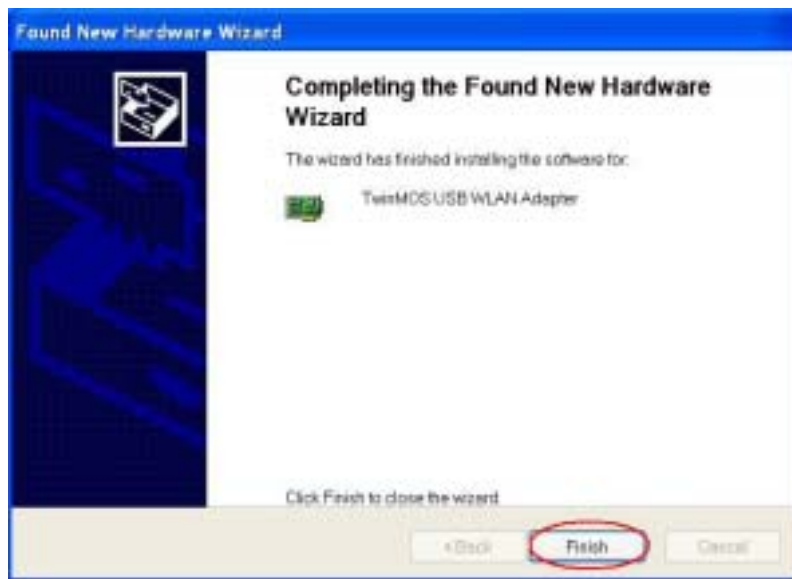 Found New Hardware Wizard
Completing the Found New Hardware
Wizard
The wizard has finished installing the software for:
TwinMOS USB WLAN Adapter
Click Finish to close the wizard
< Back
Finish
Cancel